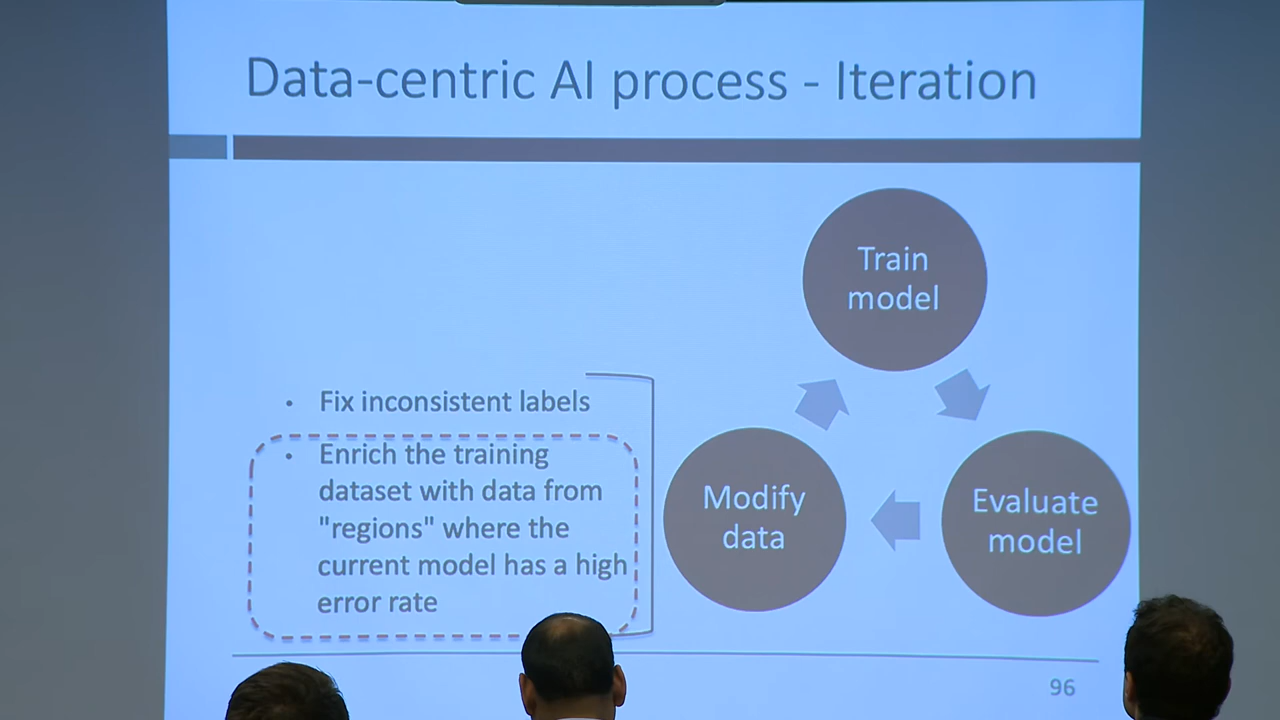 Data-centric AI process - Iteration
Train
model
• Fix inconsistent labels
• Enrich the training
dataset with data from
"regions" where the
current model has a high
error rate
Modify
data
Evaluate
model
96